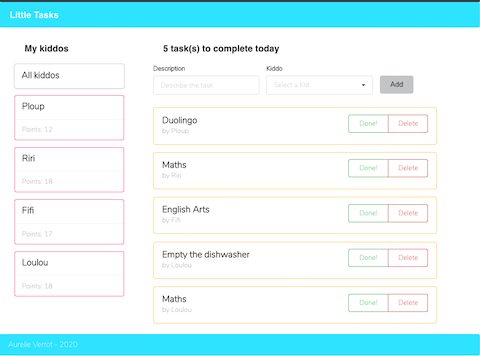 Little Tasks
My kiddos
All kiddos
Ploup
Points: 12
Riri
Points: 18
Fifi
Points: 17
Loulou
Points: 18
5 task(s) to complete today
Description
Kiddo
Describe the task
Select a Kid
Add
Duolingo
by Ploup
Done!
Delete
Maths
by Riri
Done!
Delete
English Arts
by Fifi
Done!
Delete
Empty the dishwasher
by Loulou
Done!
Delete
Maths
by Loulou
Done!
Delete
Aurelie Verrot - 2020